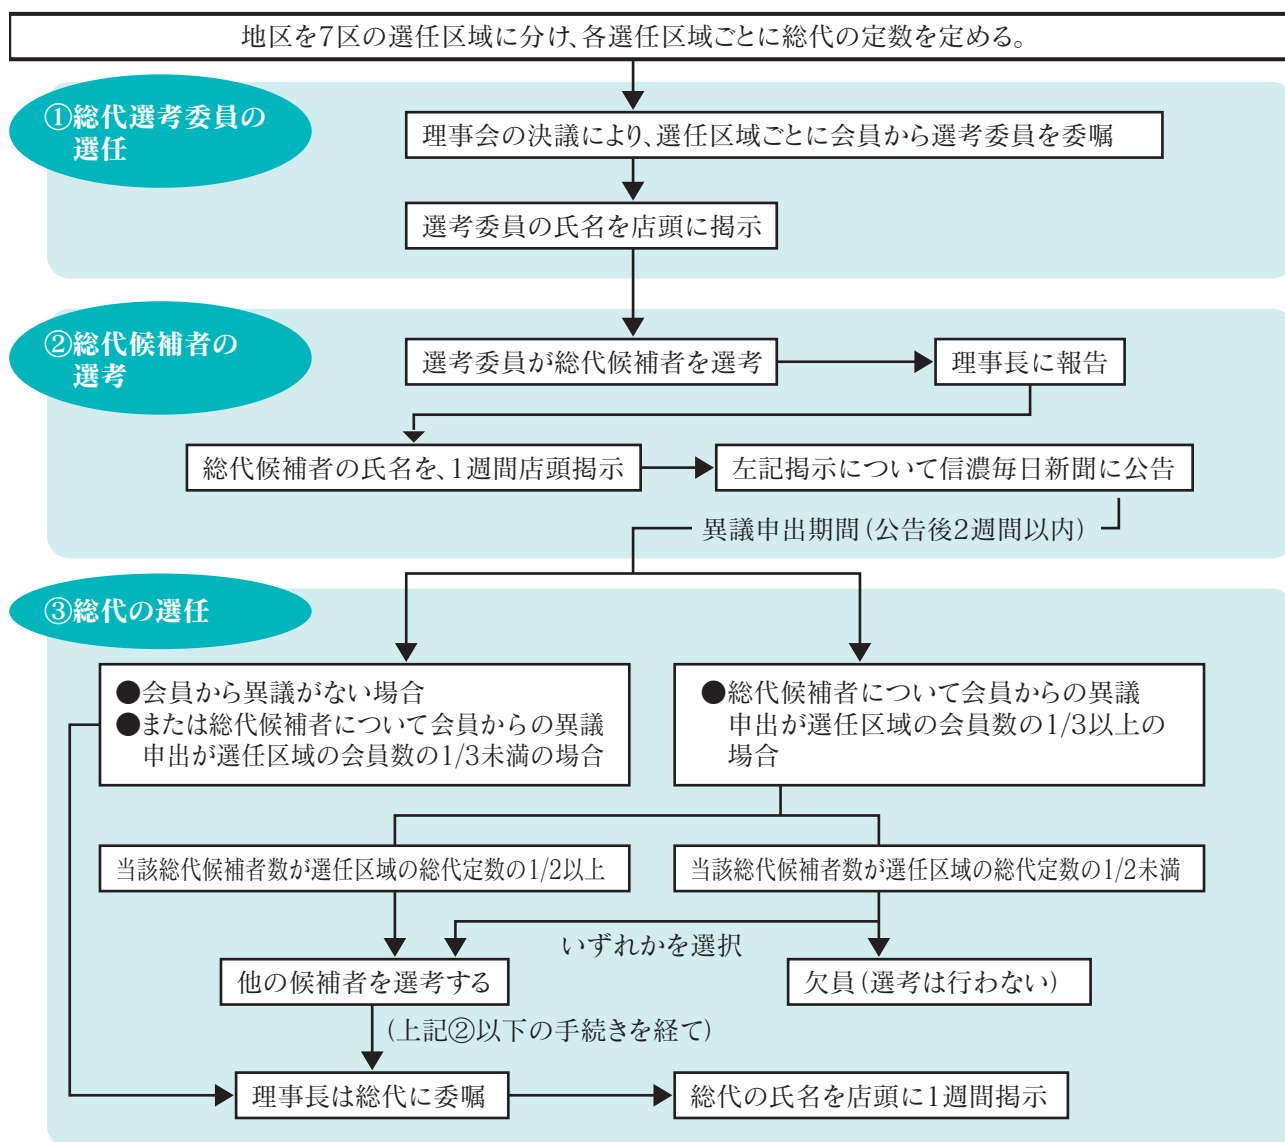 地区を7区の選任区域に分け、各選任区域ごとに総代の定数を定める。
①総代選考委員の
選任
理事会の決議により、選任区域ごとに会員から選考委員を委嘱
選考委員の氏名を店頭に掲示
②総代候補者の
選考
選考委員が総代候補者を選考
理事長に報告
総代候補者の氏名を、1週間店頭掲示
左記掲示について信濃毎日新聞に公告
異議申出期間（公告後2週間以内）
③総代の選任
●会員から異議がない場合
●または総代候補者について会員からの異議
申出が選任区域の会員数の1/3未満の場合
●総代候補者について会員からの異議
申出が選任区域の会員数の1/3以上の
場合
当該総代候補者数が選任区域の総代定数の1/2以上
当該総代候補者数が選任区域の総代定数の1/2未満
いずれかを選択
他の候補者を選考する
欠員（選考は行わない）
（上記②以下の手続きを経て）
理事長は総代に委嘱
総代の氏名を店頭に1週間掲示